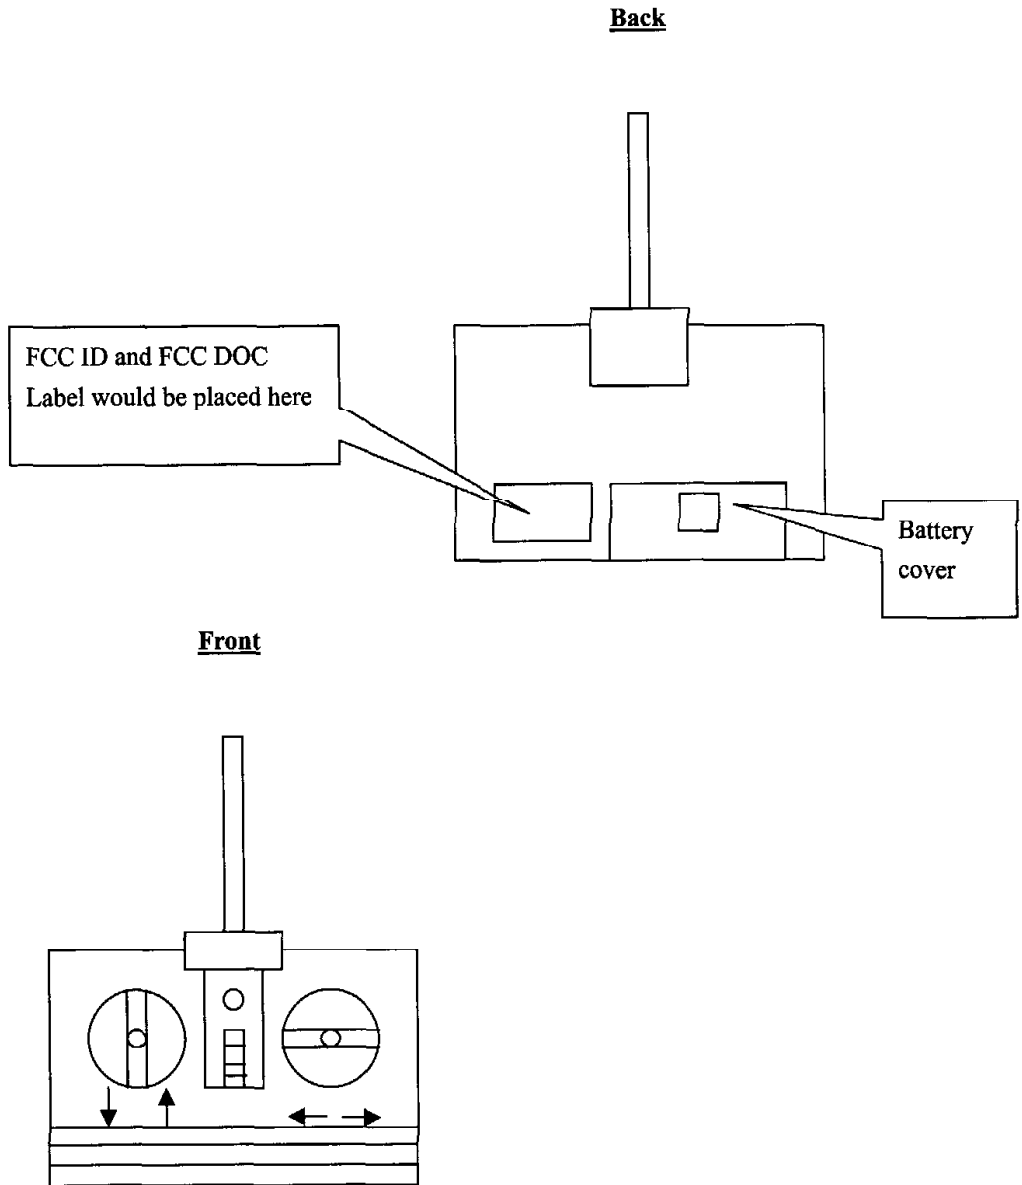 Back
FCC ID and FCC DOC
Label would be placed here
Battery
cover
Front